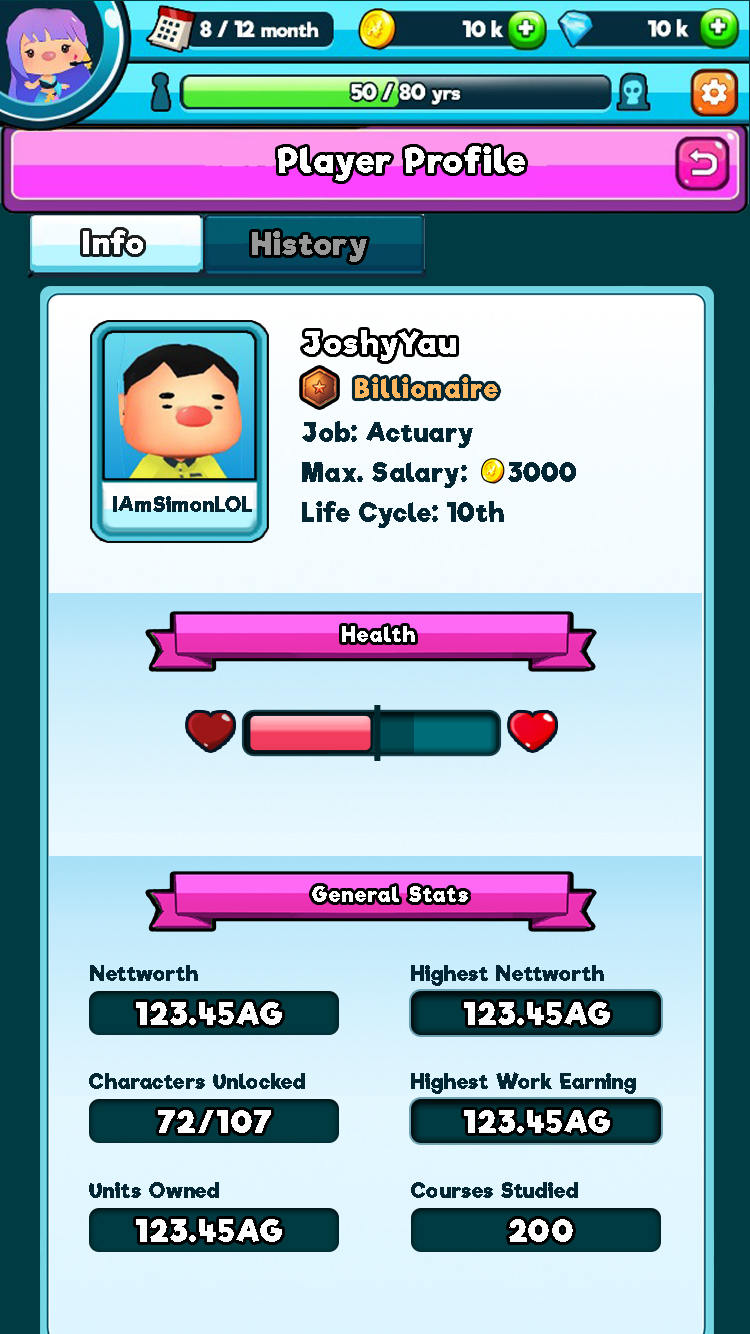 8 / 12 month
10 k
10 k
50 / 80 yrs
Player Profile
Info
History
JoshyYau
Billionaire
Job: Actuary
Max. Salary: 3000
Life Cycle: 10th
IAmSimonLOL
Health
General Stats
Nettworth
Highest Nettworth
123.45AG
123.45AG
Characters Unlocked
Highest Work Earning
72/107
123.45AG
Units Owned
Courses Studied
123.45AG
200